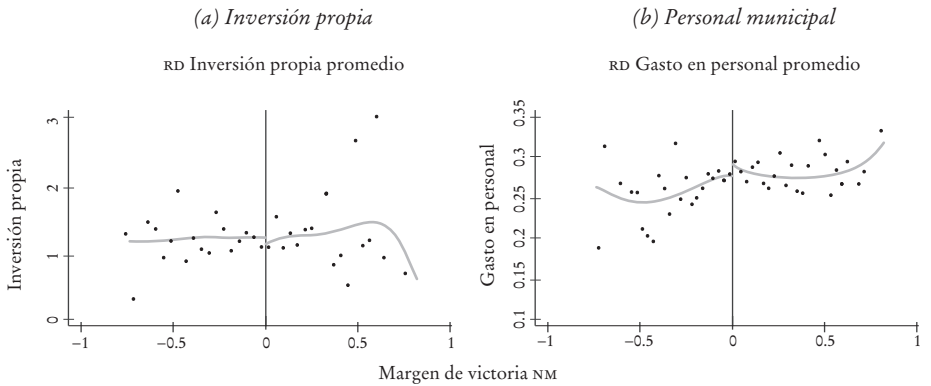 (a) Inversión propia
RD Inversión propia promedio
Inversión propia
3
2
1
0
−1
−0.5
0
0.5
1
(b) Personal municipal
RD Gasto en personal promedio
Gasto en personal
0.35
0.3
0.25
0.2
0.15
0.1
−1
−0.5
0
0.5
1
Margen de victoria NM